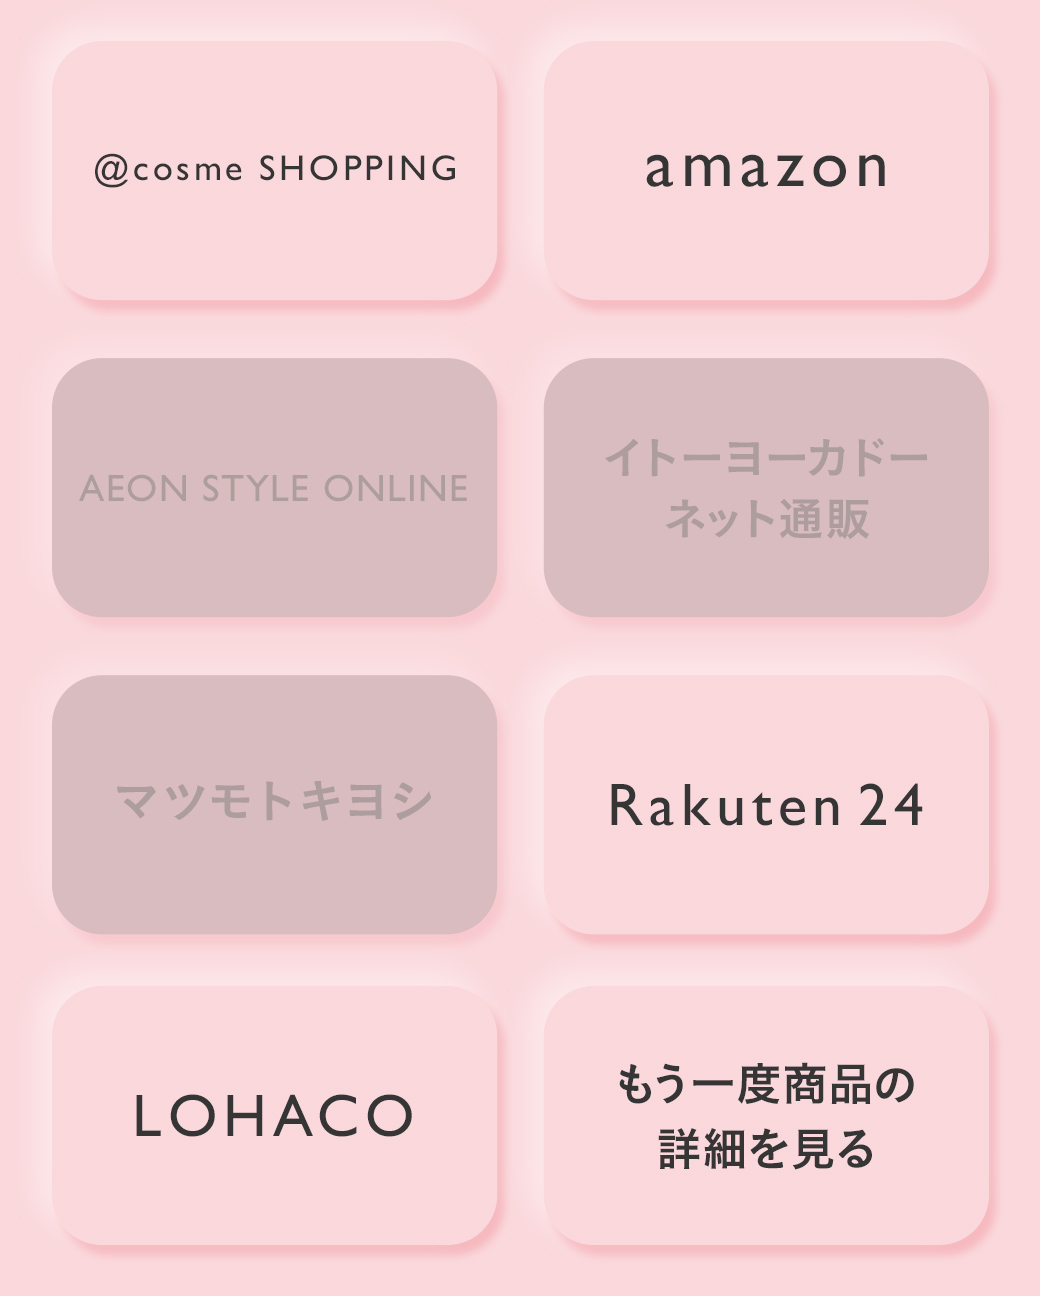 @cosme SHOPPING
amazon
AEON STYLE ONLINE
イトーヨーカドー
ネット通販
マツモトキヨシ
Rakuten 24
LOHACO
もう一度商品の
詳細を見る